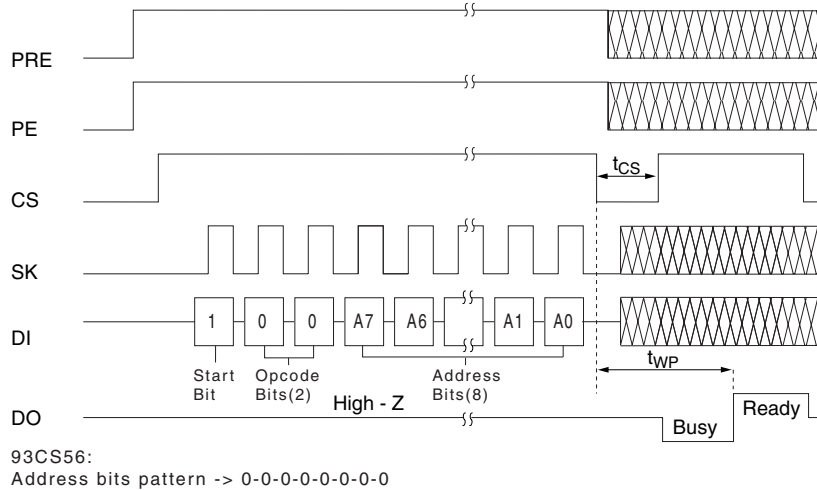 PRE
PE
CS
tCS
SK
DI
1 0 0 A7 A6 A1 A0
tWP
Start Bit
Opcode Bits(2)
Address Bits(8)
DO
High - Z
Busy
Ready
93CS56:
Address bits pattern -> 0-0-0-0-0-0-0-0